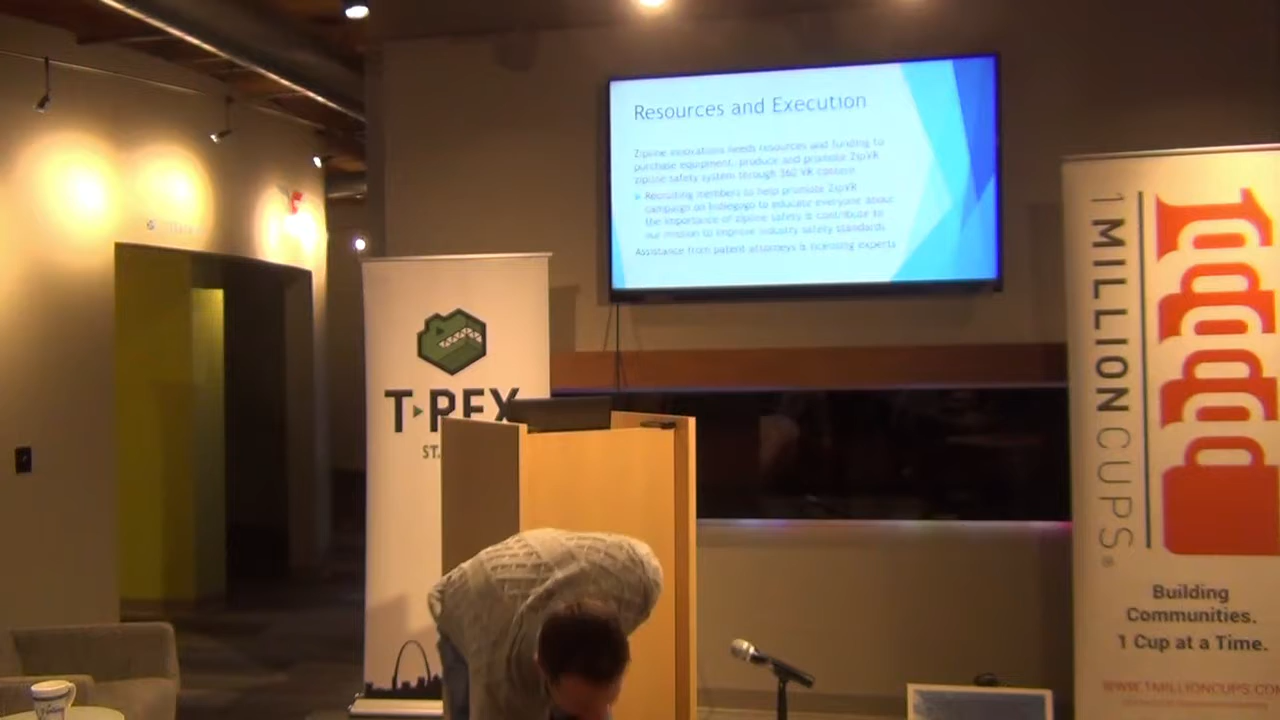 Resources and Execution
Zipline Innovations needs resources and funding to
purchase equipment, produce and promote ZipVR
zipline safety system through 360 VR content
Recruiting members to help promote ZipVR
campaign on Indiegogo to educate everyone about
the importance of zipline safety & contribute to
our mission to improve industry safety standards
Assistance from patent attorneys & licensing experts
T-REX
ST.
1MILLIONCUPS®
Building
Communities.
1 Cup at a Time.
WWW.1MILLIONCUPS.CO